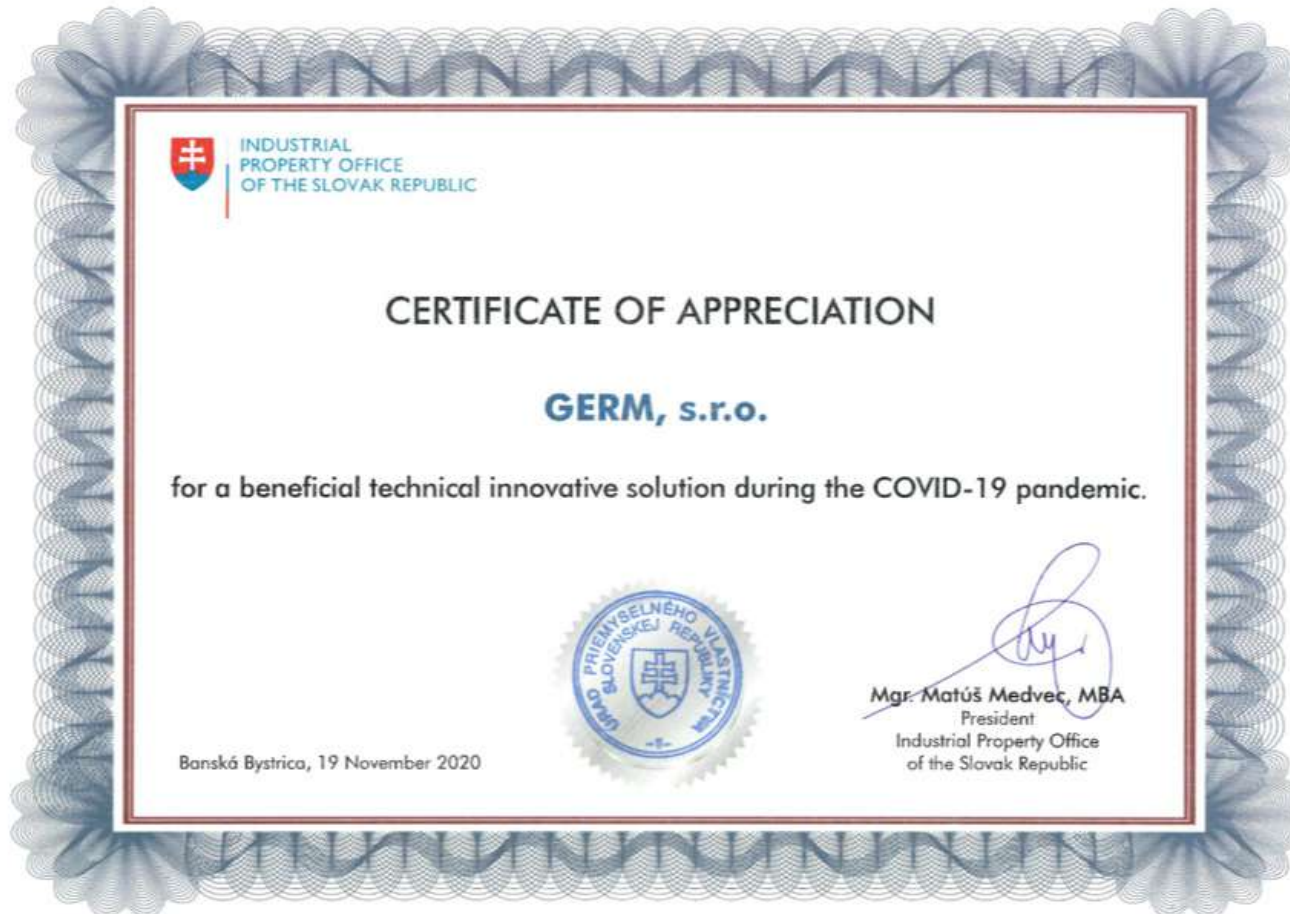 INDUSTRIAL
PROPERTY OFFICE
OF THE SLOVAK REPUBLIC
CERTIFICATE OF APPRECIATION
GERM, s.r.o.
for a beneficial technical innovative solution during the COVID-19 pandemic.
ÚRAD PRIEMYSELNÉHO VLASTNÍCTVA
SLOVENSKEJ REPUBLIKY
Mgr. Matúš Medvec, MBA
President
Industrial Property Office
of the Slovak Republic
Banská Bystrica, 19 November 2020